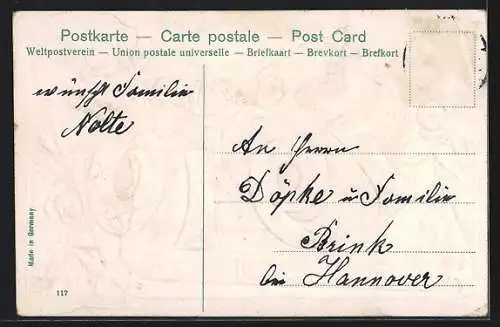 Postkarte — Carte postale — Post Card
Weltpostverein — Union postale universelle — Briefkaart — Brevkort — Brefkort
wünscht Familie
Nolte
An Herrn
Döpke u Familie
Brink
bei Hannover
Made in Germany
117